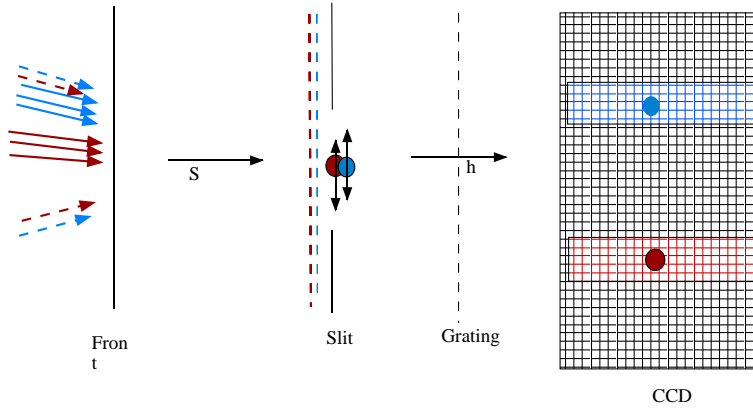 S
h
Fron
t
Slit
Grating
CCD